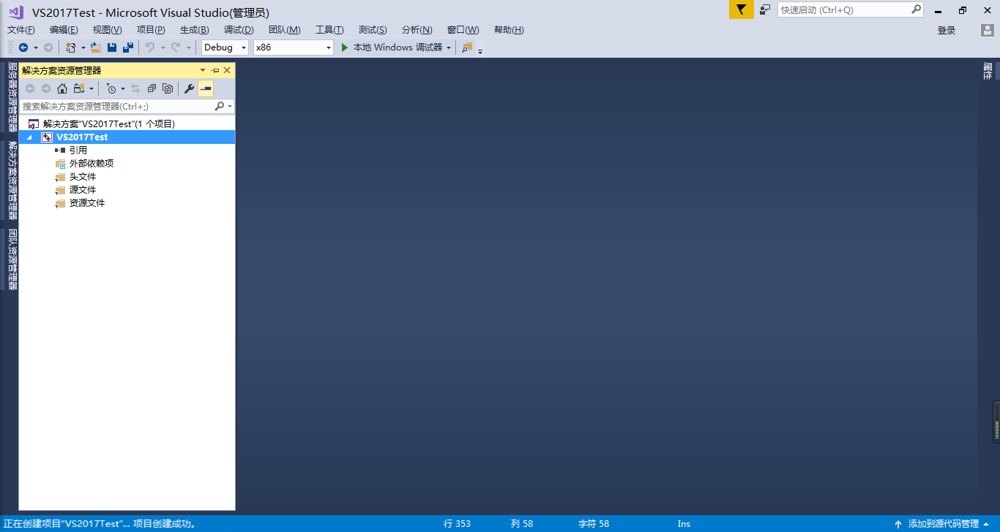 VS2017Test - Microsoft Visual Studio(管理员)
快速启动 (Ctrl+Q)
文件(F) 编辑(E) 视图(V) 项目(P) 生成(B) 调试(D) 团队(M) 工具(T) 测试(S) 分析(N) 窗口(W) 帮助(H)
登录
Debug x86 本地 Windows 调试器
服务器资源管理器
解决方案资源管理器
团队资源管理器
解决方案资源管理器
搜索解决方案资源管理器(Ctrl+;)
解决方案"VS2017Test"(1 个项目)
VS2017Test
引用
外部依赖项
头文件
源文件
资源文件
属性
正在创建项目"VS2017Test"... 项目创建成功。
行 353 列 58 字符 58 Ins 添加到源代码管理